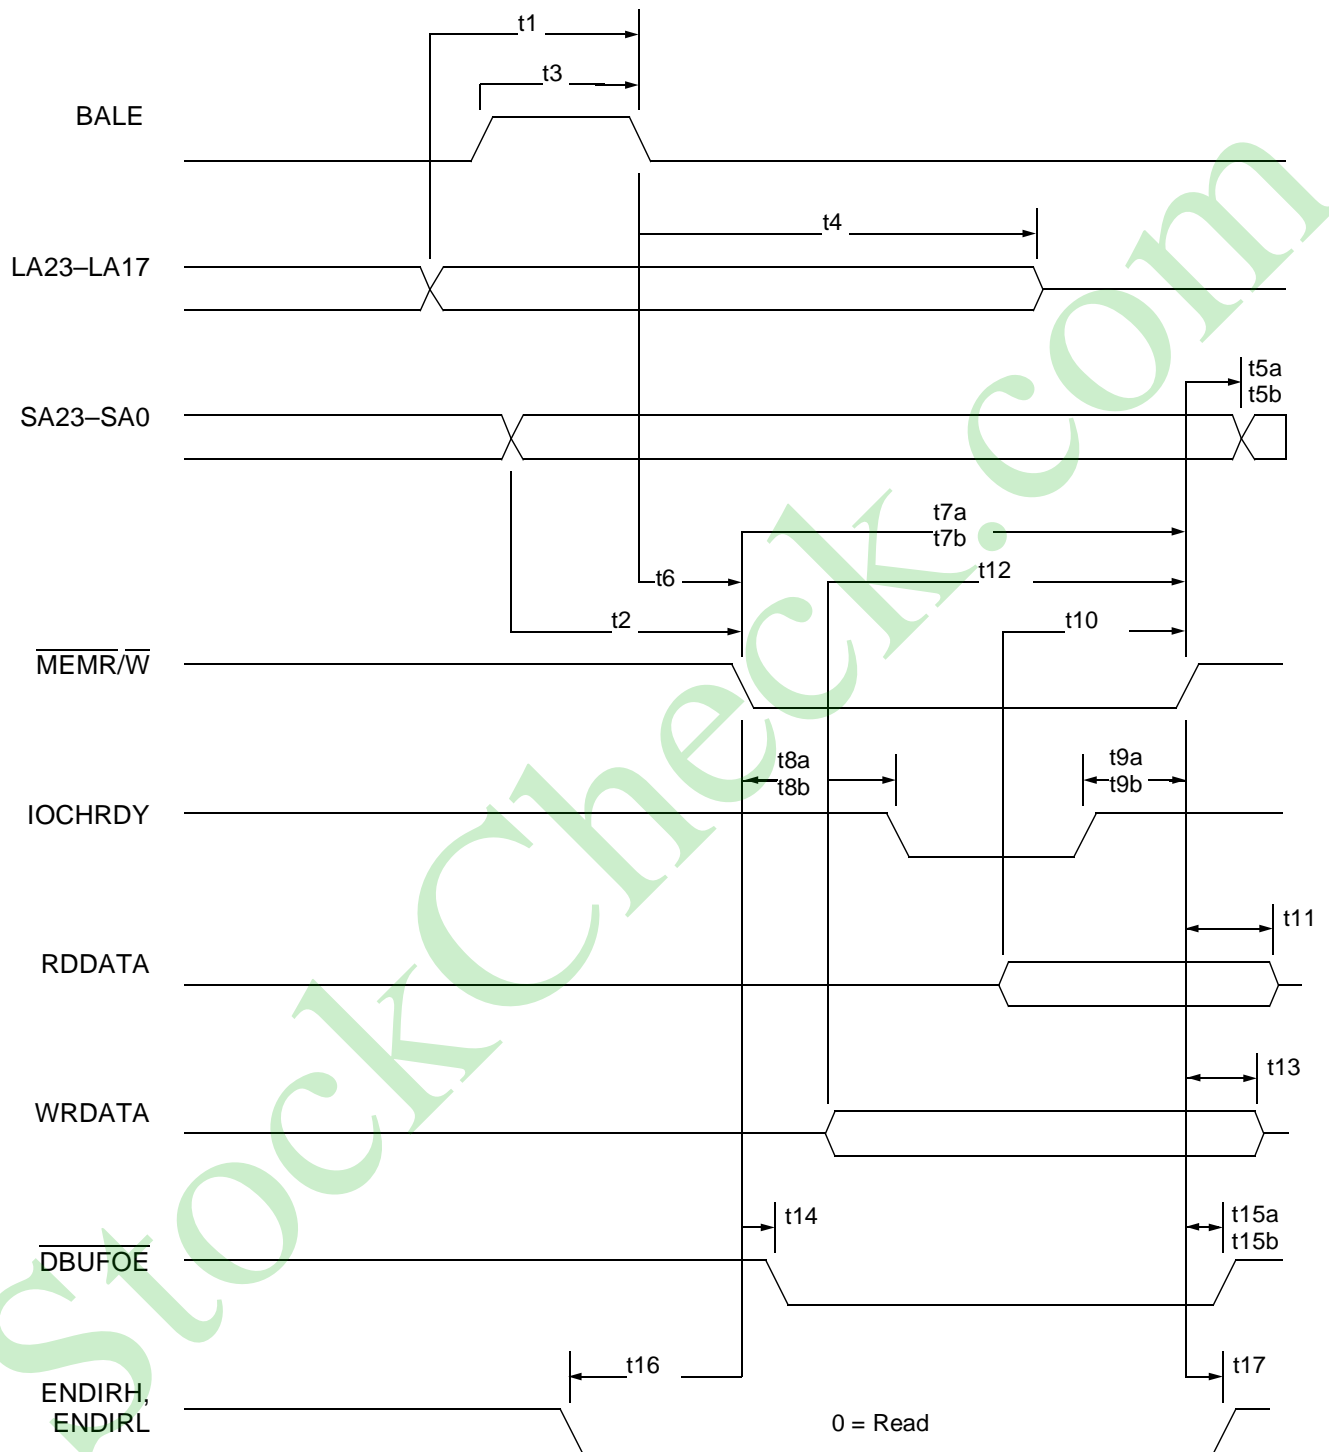 t1
t3
BALE
t4
LA23–LA17
t5a
t5b
SA23–SA0
t7a
t7b
t6
t12
t2
t10
MEMR/W
t8a
t8b
t9a
t9b
IOCHRDY
t11
RDDATA
t13
WRDATA
t14
t15a
t15b
DBUFOE
t16
t17
ENDIRH,
ENDIRL
0 = Read
StockCheck.com